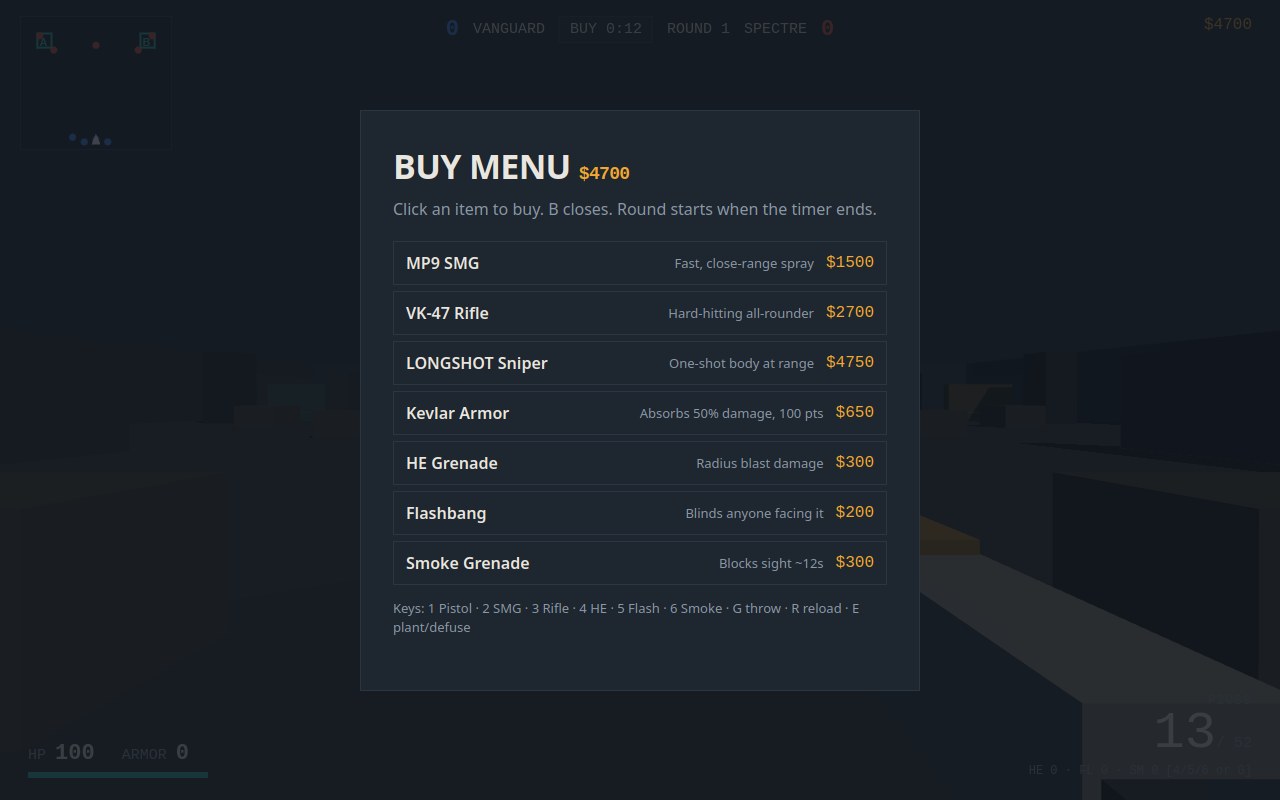 A B
0 VANGUARD BUY 0:12 ROUND 1 SPECTRE 0
$4700
BUY MENU $4700
Click an item to buy. B closes. Round starts when the timer ends.
MP9 SMG Fast, close-range spray $1500
VK-47 Rifle Hard-hitting all-rounder $2700
LONGSHOT Sniper One-shot body at range $4750
Kevlar Armor Absorbs 50% damage, 100 pts $650
HE Grenade Radius blast damage $300
Flashbang Blinds anyone facing it $200
Smoke Grenade Blocks sight ~12s $300
Keys: 1 Pistol · 2 SMG · 3 Rifle · 4 HE · 5 Flash · 6 Smoke · G throw · R reload · E
plant/defuse
HP 100 ARMOR 0
13
HE 0